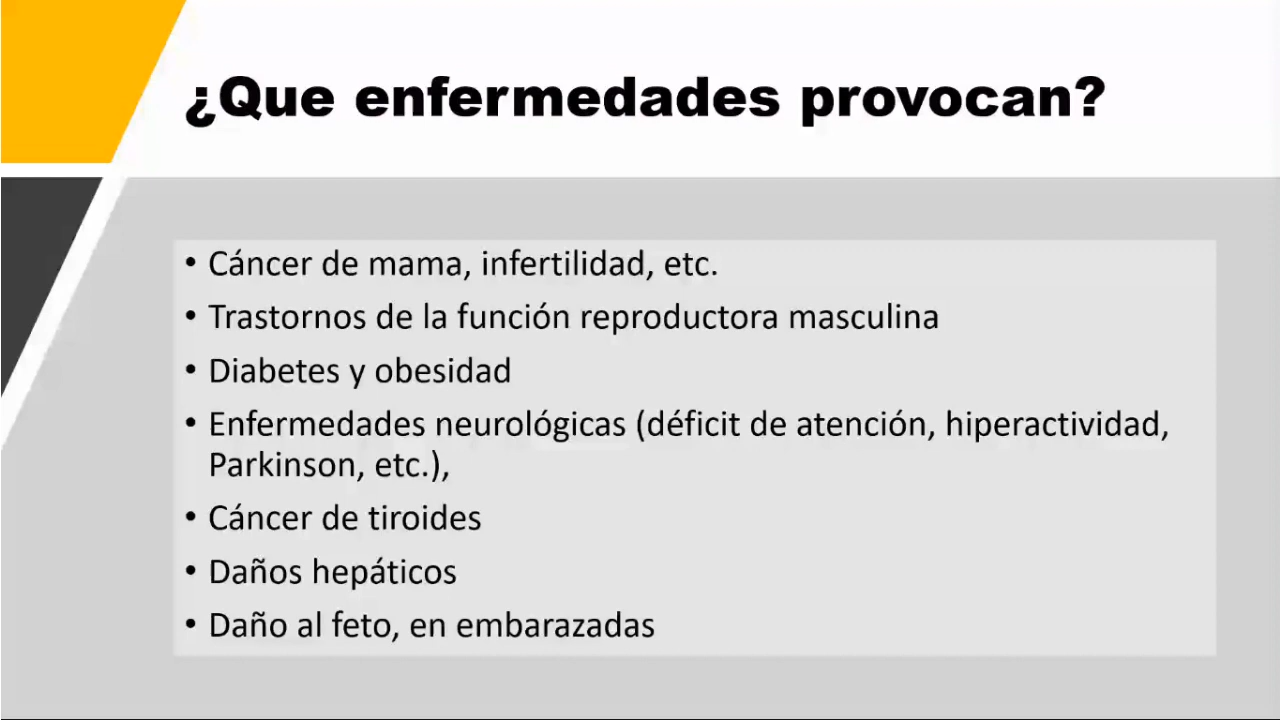 ¿Que enfermedades provocan?
• Cáncer de mama, infertilidad, etc.
• Trastornos de la función reproductora masculina
• Diabetes y obesidad
• Enfermedades neurológicas (déficit de atención, hiperactividad,
Parkinson, etc.),
• Cáncer de tiroides
• Daños hepáticos
• Daño al feto, en embarazadas